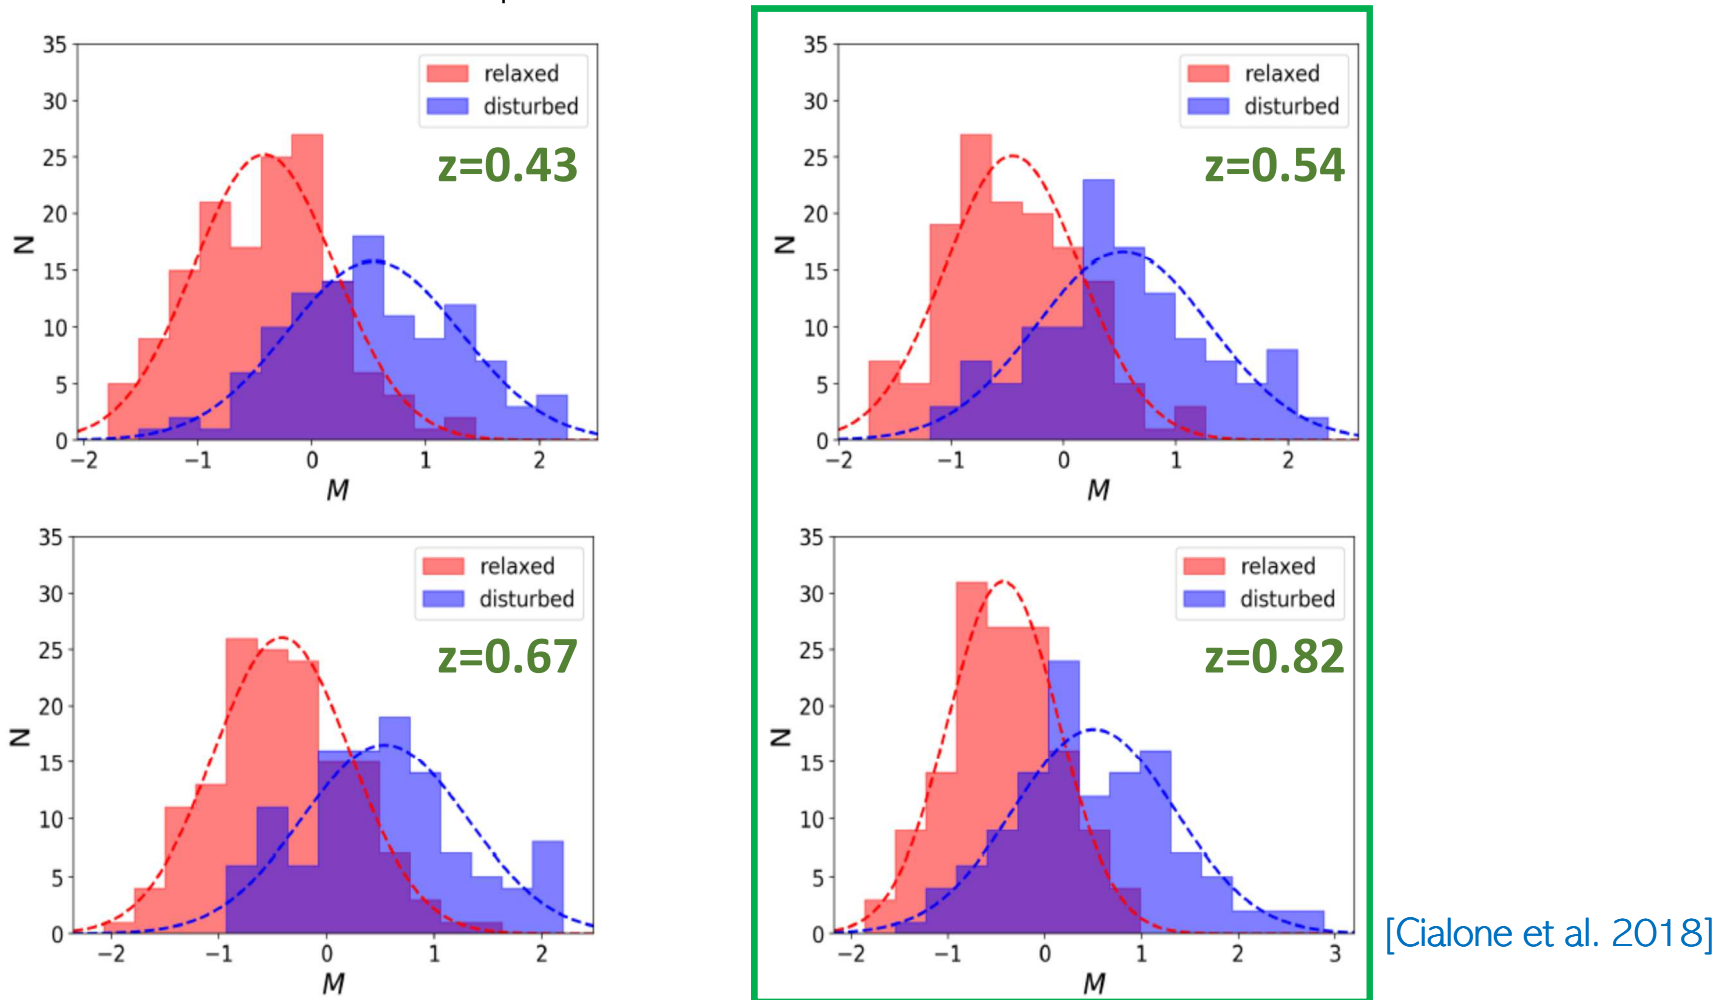 35
30
25
20
15
10
5
0
N
relaxed
disturbed
z=0.43
−2 −1 0 1 2
M
35
30
25
20
15
10
5
0
N
relaxed
disturbed
z=0.54
−2 −1 0 1 2
M
35
30
25
20
15
10
5
0
N
relaxed
disturbed
z=0.67
−2 −1 0 1 2
M
35
30
25
20
15
10
5
0
N
relaxed
disturbed
z=0.82
−2 −1 0 1 2 3
M
[Cialone et al. 2018]